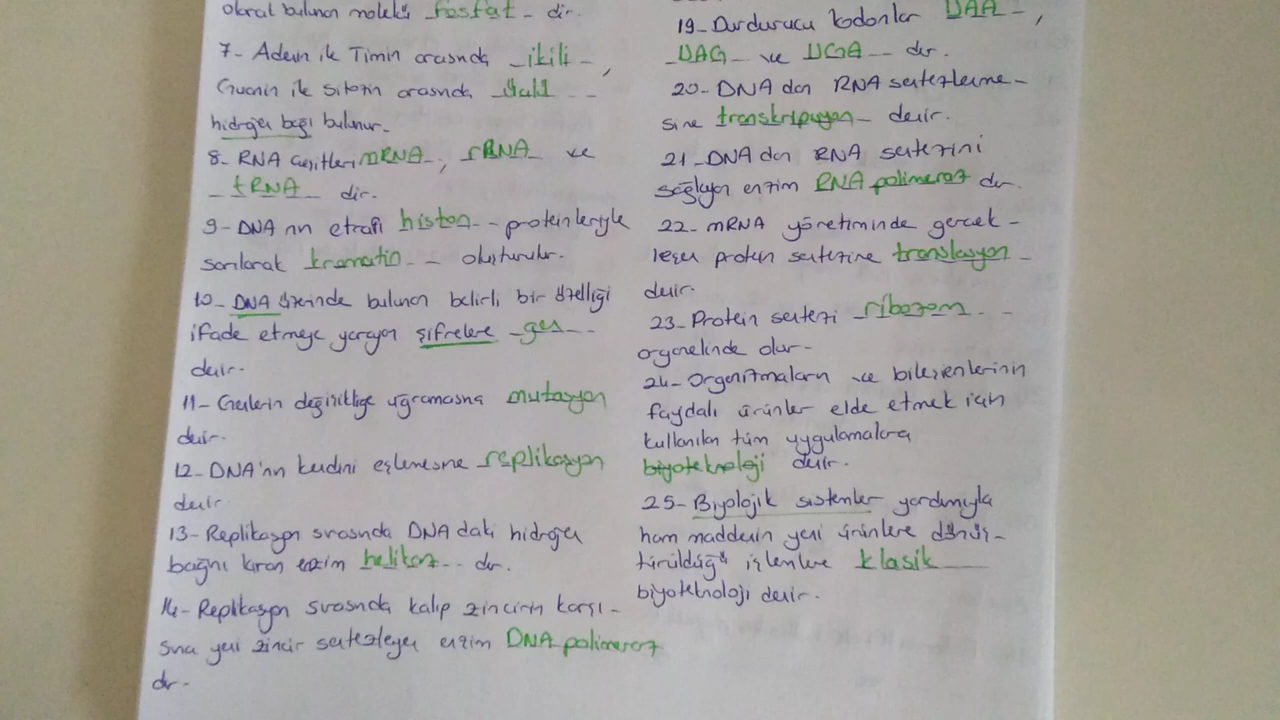 olarak bulunan molekül fosfat - dir.
7- Adenin ile Timin arasında - ikili - ,
Guanin ile sitozin arasında üçlü - -
hidrojen bağı bulunur.
8- RNA çeşitleri mRNA - , rRNA - ve
- tRNA - dir.
9- DNA nın etrafı histon - - proteinleriyle
sarılarak kromatin - - oluşturulur.
10- DNA üzerinde bulunan belirli bir özelliği
ifade etmeye yarayan şifrelere - gen - -
denir.
11- Genlerin değişikliğe uğramasına mutasyon
denir.
12- DNA'nın kendini eşlemesine replikasyon
denir.
13- Replikasyon sırasında DNA daki hidrojen
bağını kıran enzim helikaz - - dır.
14- Replikasyon sırasında kalıp zincirin karşı-
sına yeni zincir sentezleyen enzim DNA polimeraz
dır.
19- Durdurucu kodonlar UAA - ,
- UAG - ve UGA - dır.
20- DNA dan RNA sentezlenme-
sine transkripsiyon - denir.
21- DNA dan RNA sentezini
sağlayan enzim RNA polimeraz dır.
22- mRNA yönetiminde gerçek-
leşen protein sentezine translasyon -
denir.
23- Protein sentezi - ribozom - -
organelinde olur.
24- Organizmaların ve bileşenlerinin
faydalı ürünler elde etmek için
kullanılan tüm uygulamalara
biyoteknoloji denir.
25- Biyolojik sistemler yardımıyla
ham maddenin yeni ürünlere dönüş-
türüldüğü işlemlere klasik
biyoteknoloji denir.